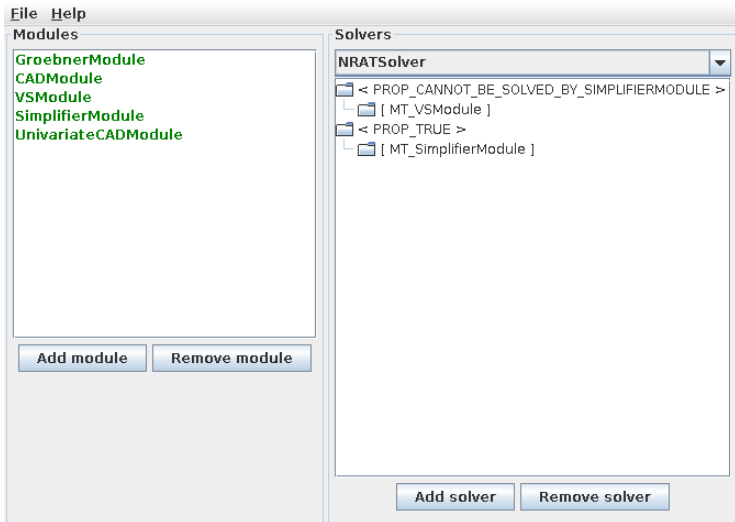 File Help
Modules
GroebnerModule
CADModule
VSModule
SimplifierModule
UnivariateCADModule
Add module Remove module
Solvers
NRATSolver
< PROP_CANNOT_BE_SOLVED_BY_SIMPLIFIERMODULE >
[ MT_VSModule ]
< PROP_TRUE >
[ MT_SimplifierModule ]
Add solver Remove solver